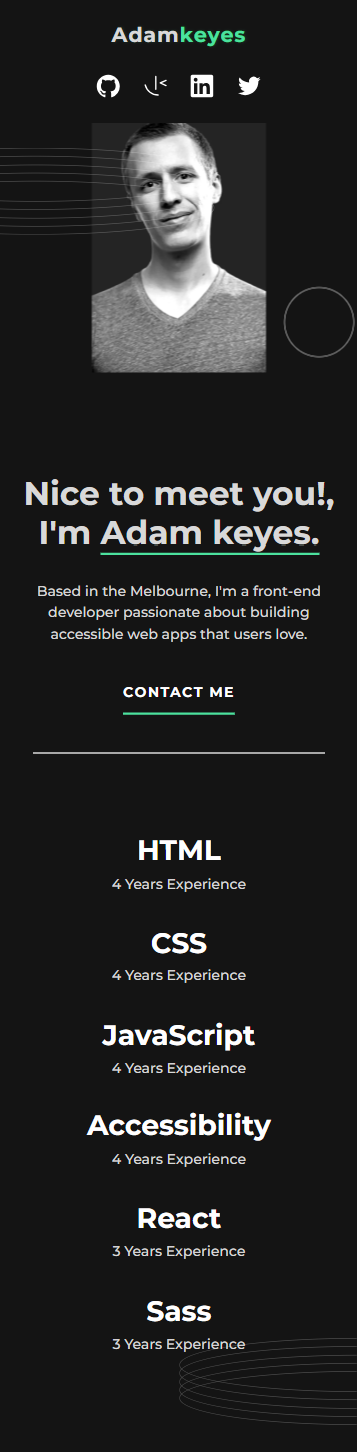 Adamkeyes
Nice to meet you!,
I'm Adam keyes.
Based in the Melbourne, I'm a front-end
developer passionate about building
accessible web apps that users love.
CONTACT ME
HTML
4 Years Experience
CSS
4 Years Experience
JavaScript
4 Years Experience
Accessibility
4 Years Experience
React
3 Years Experience
Sass
3 Years Experience